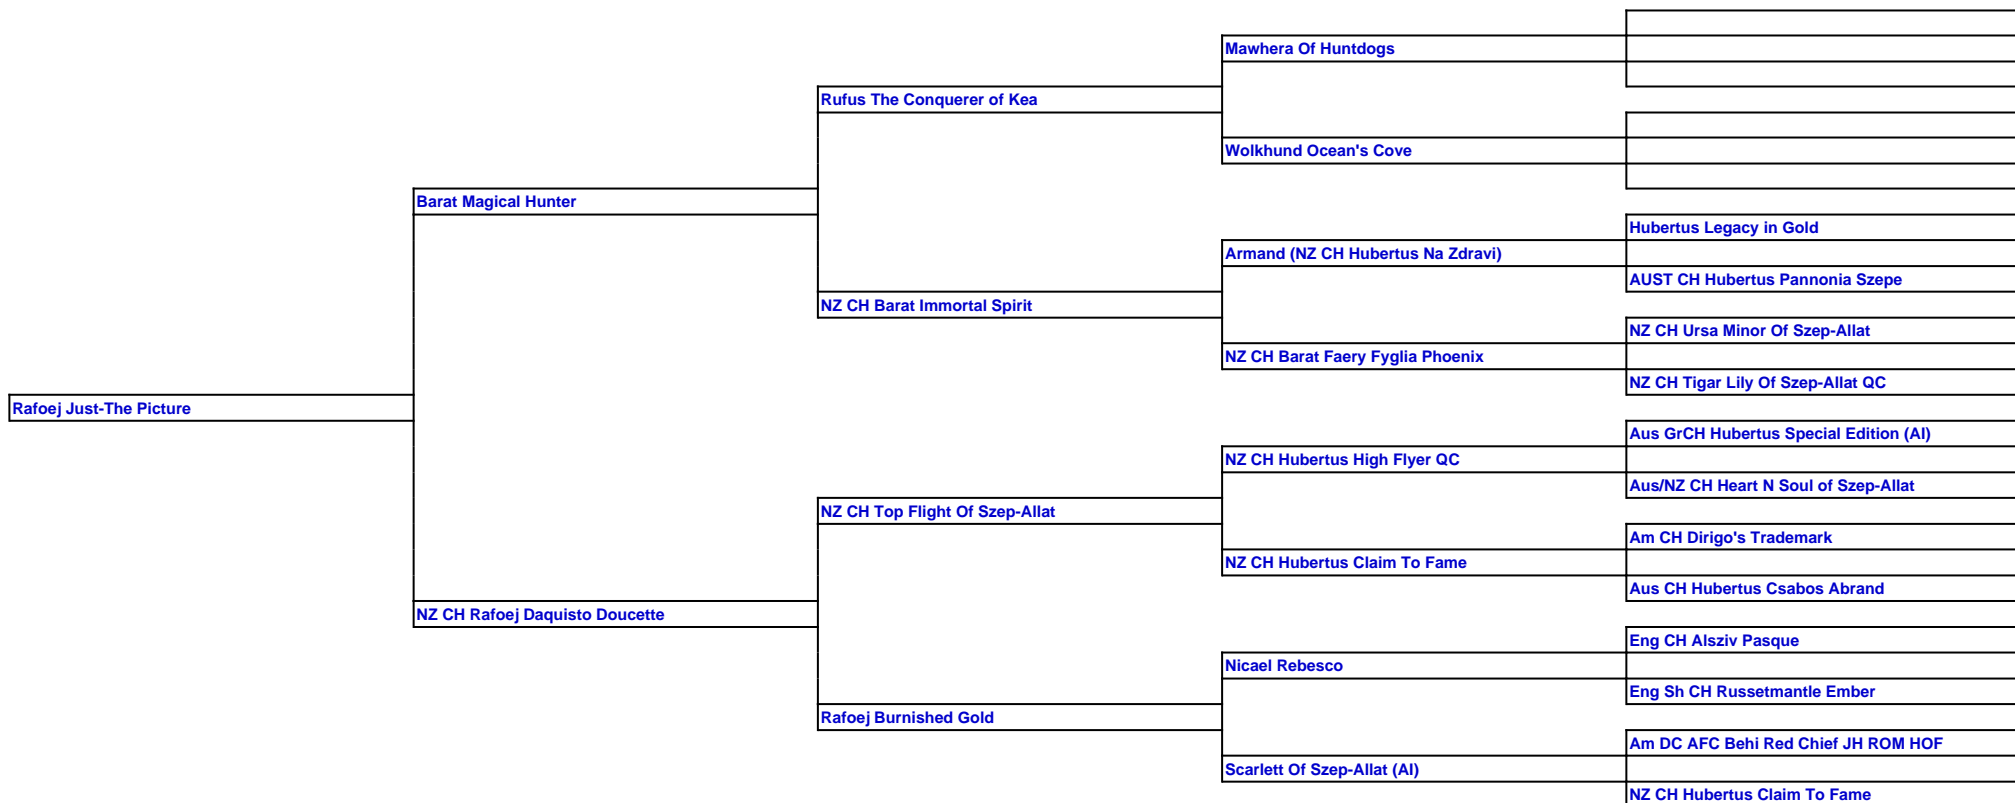 Mawhera Of Huntdogs
Rufus The Conquerer of Kea
Wolkhund Ocean's Cove
Barat Magical Hunter
Hubertus Legacy in Gold
Armand (NZ CH Hubertus Na Zdravi)
AUST CH Hubertus Pannonia Szepe
NZ CH Barat Immortal Spirit
NZ CH Ursa Minor Of Szep-Allat
NZ CH Barat Faery Fyglia Phoenix
NZ CH Tigar Lily Of Szep-Allat QC
Rafoej Just-The Picture
Aus GrCH Hubertus Special Edition (AI)
NZ CH Hubertus High Flyer QC
Aus/NZ CH Heart N Soul of Szep-Allat
NZ CH Top Flight Of Szep-Allat
Am CH Dirigo's Trademark
NZ CH Hubertus Claim To Fame
Aus CH Hubertus Csabos Abrand
NZ CH Rafoej Daquisto Doucette
Eng CH Alsziv Pasque
Nicael Rebesco
Eng Sh CH Russetmantle Ember
Rafoej Burnished Gold
Am DC AFC Behi Red Chief JH ROM HOF
Scarlett Of Szep-Allat (AI)
NZ CH Hubertus Claim To Fame